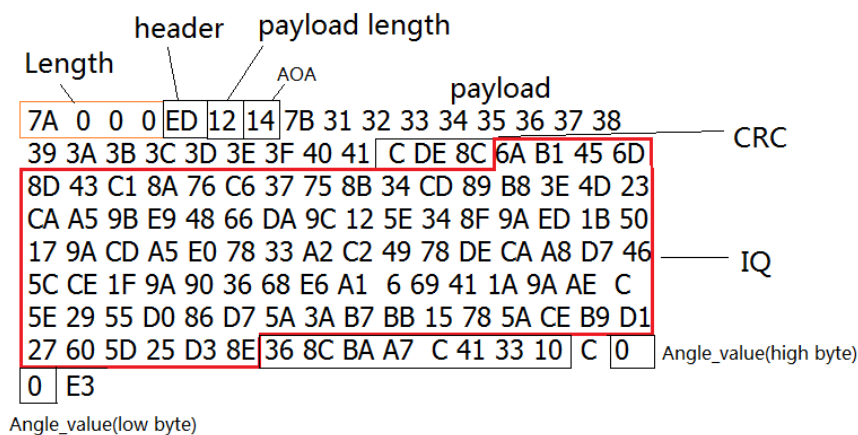 header payload length
Length AOA
payload
7A 0 0 0 ED 12 14 7B 31 32 33 34 35 36 37 38
CRC
39 3A 3B 3C 3D 3E 3F 40 41 C DE 8C 6A B1 45 6D
8D 43 C1 8A 76 C6 37 75 8B 34 CD 89 B8 3E 4D 23
CA A5 9B E9 48 66 DA 9C 12 5E 34 8F 9A ED 1B 50
17 9A CD A5 E0 78 33 A2 C2 49 78 DE CA A8 D7 46
IQ
5C CE 1F 9A 90 36 68 E6 A1 6 69 41 1A 9A AE C
5E 29 55 D0 86 D7 5A 3A B7 BB 15 78 5A CE B9 D1
27 60 5D 25 D3 8E 36 8C BA A7 C 41 33 10 C 0 Angle_value(high byte)
0 E3
Angle_value(low byte)